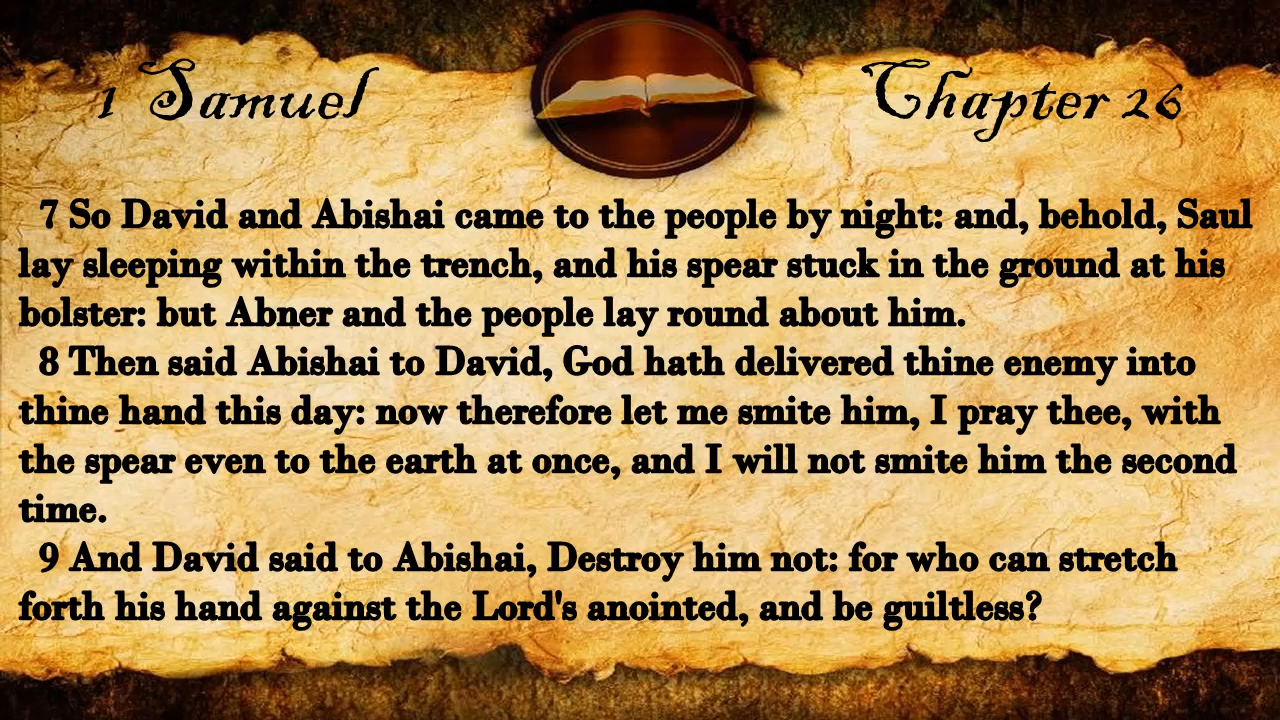 1 Samuel
Chapter 26
7 So David and Abishai came to the people by night: and, behold, Saul
lay sleeping within the trench, and his spear stuck in the ground at his
bolster: but Abner and the people lay round about him.
8 Then said Abishai to David, God hath delivered thine enemy into
thine hand this day: now therefore let me smite him, I pray thee, with
the spear even to the earth at once, and I will not smite him the second
time.
9 And David said to Abishai, Destroy him not: for who can stretch
forth his hand against the Lord's anointed, and be guiltless?